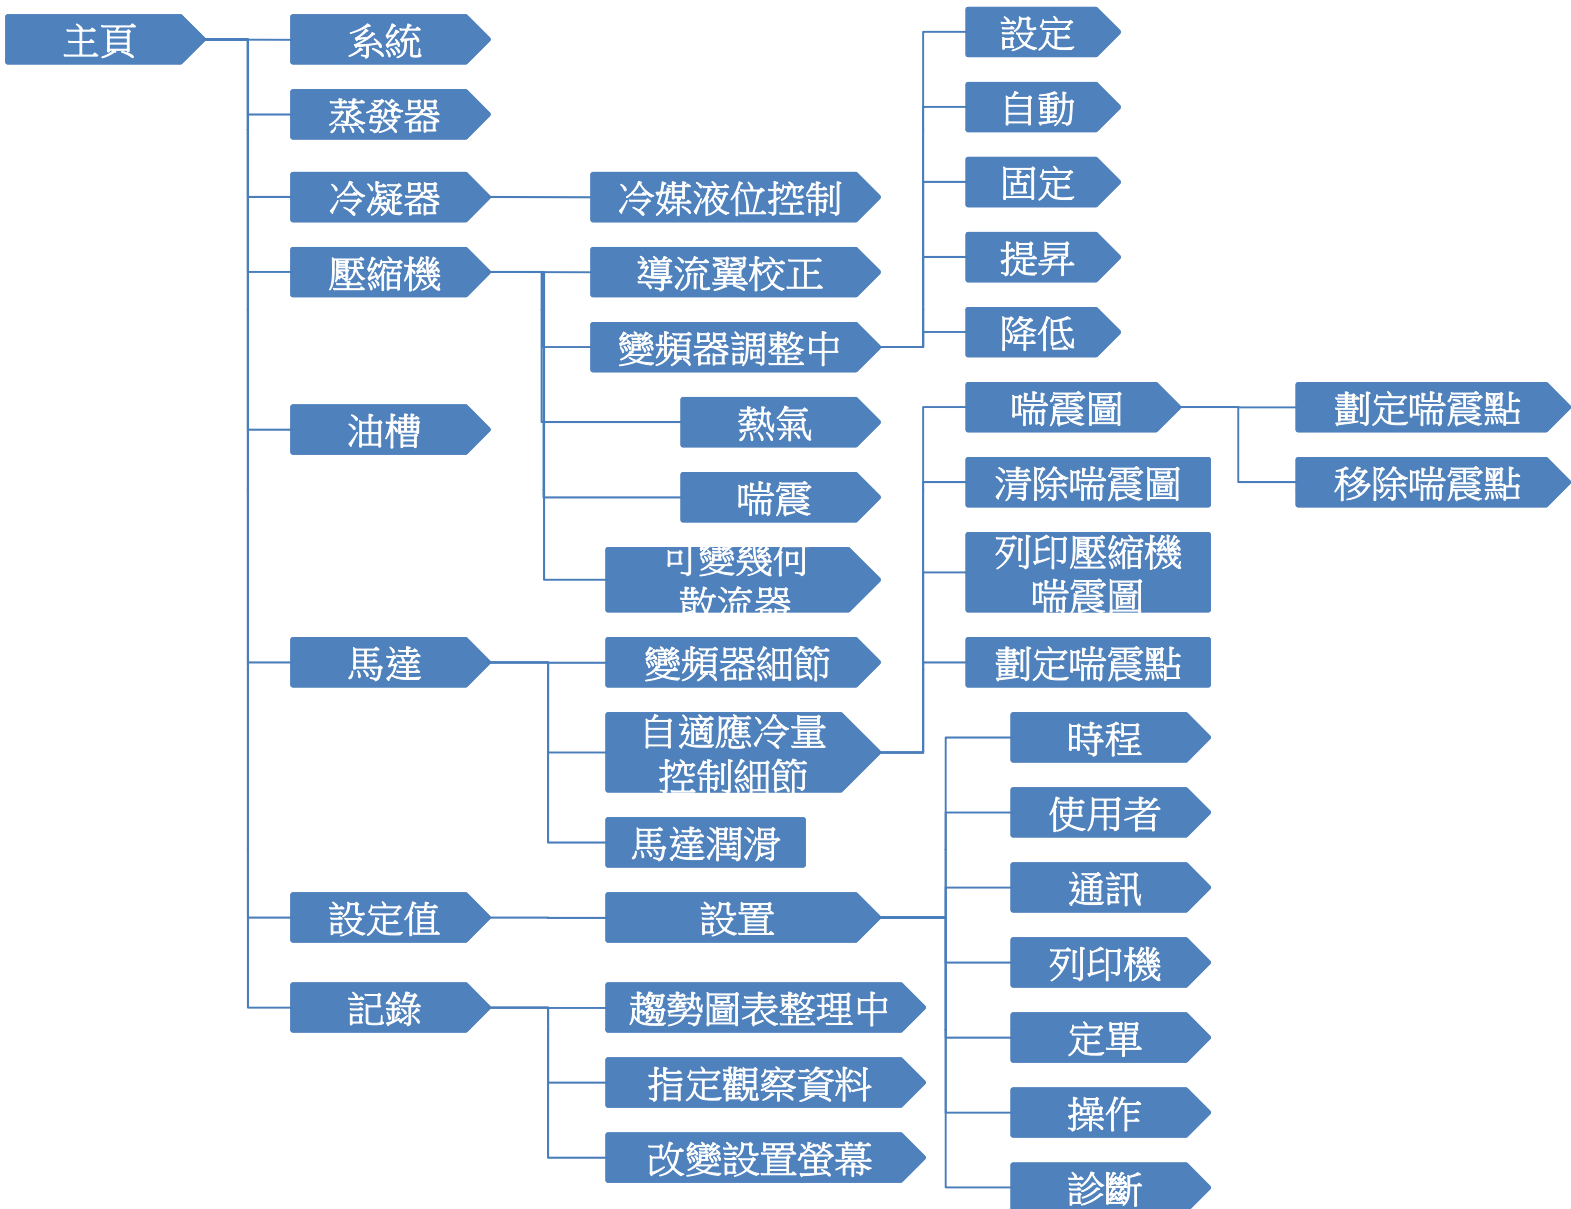 主頁
系統
蒸發器
冷凝器
冷媒液位控制
壓縮機
導流翼校正
變頻器調整中
設定
自動
固定
提昇
降低
熱氣
喘震
可變幾何
散流器
油槽
馬達
變頻器細節
自適應冷量
控制細節
喘震圖
劃定喘震點
移除喘震點
清除喘震圖
列印壓縮機
喘震圖
劃定喘震點
馬達潤滑
設定值
設置
時程
使用者
通訊
列印機
定單
操作
診斷
記錄
趨勢圖表整理中
指定觀察資料
改變設置螢幕